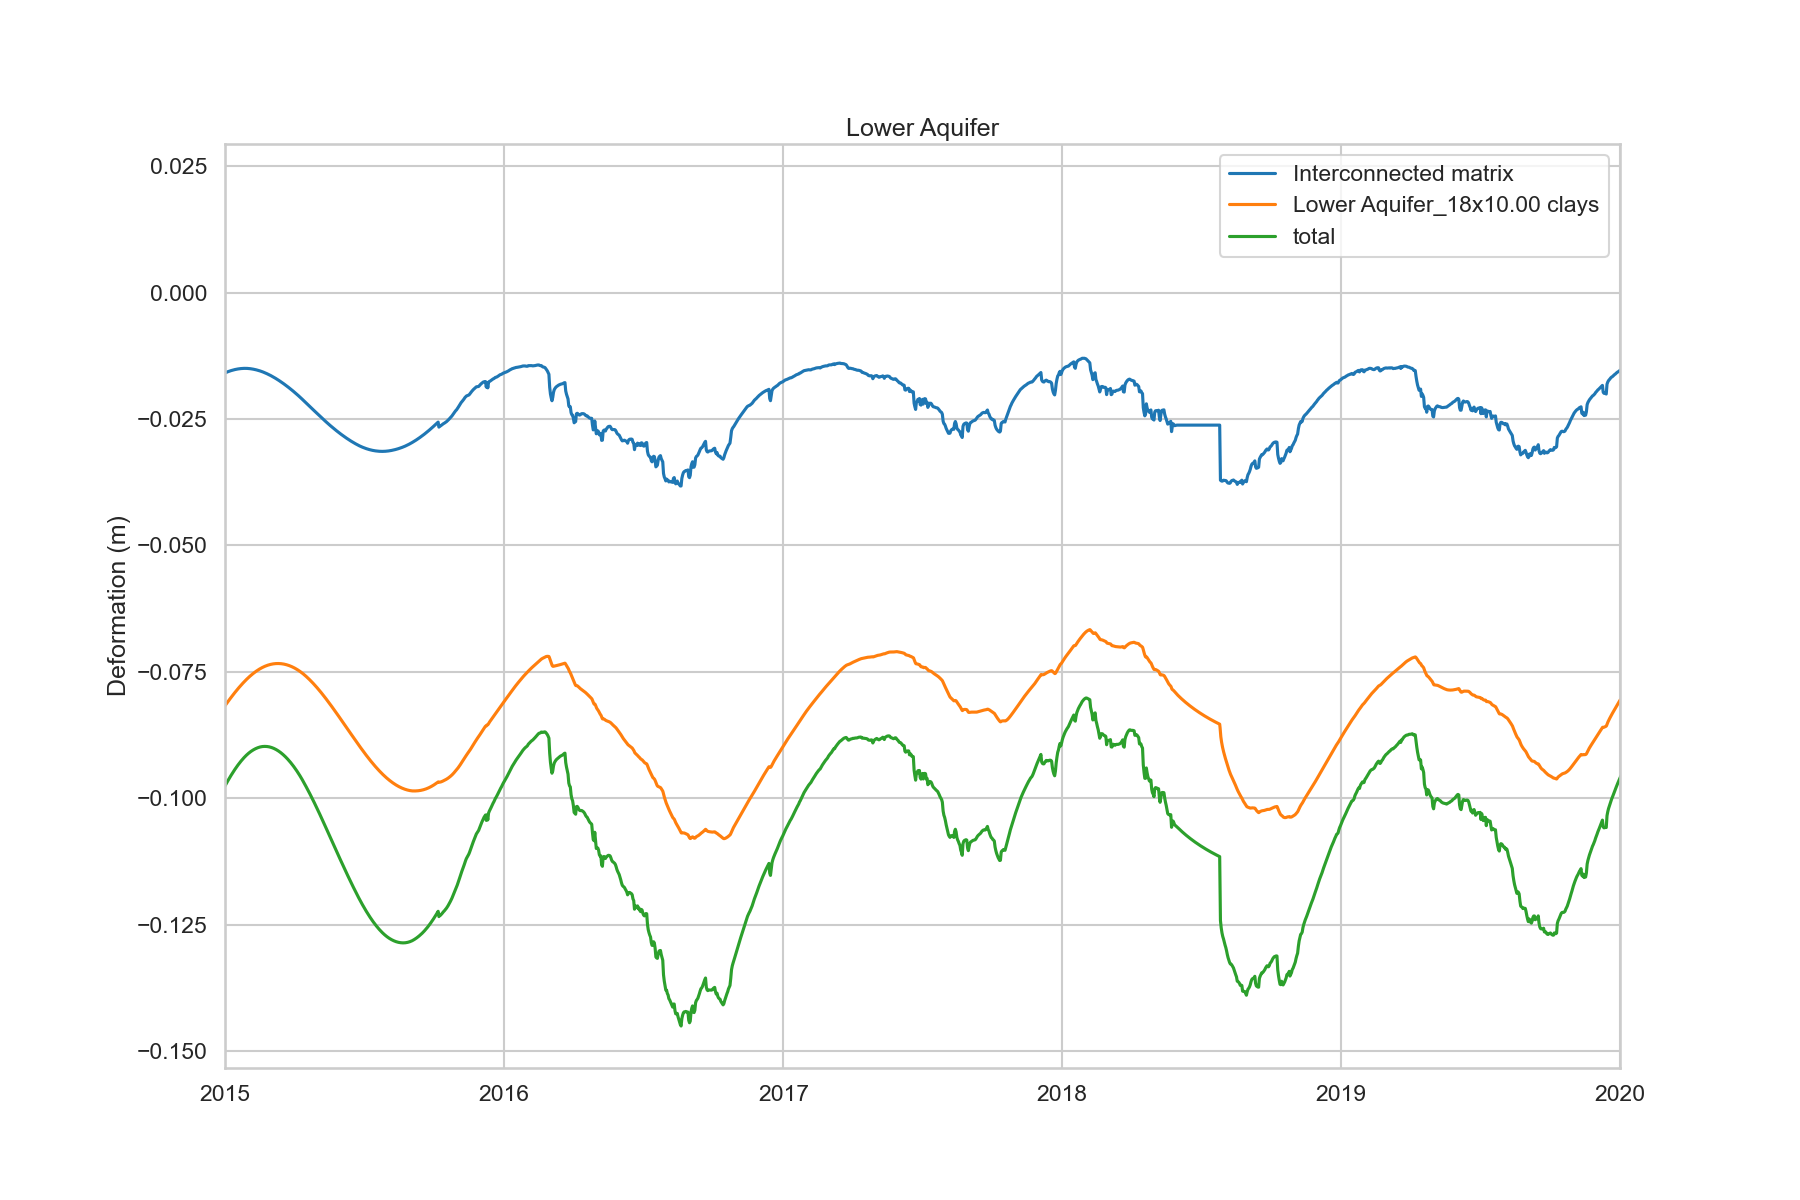 Lower Aquifer
Interconnected matrix
Lower Aquifer_18x10.00 clays
total
Deformation (m)
0.025
0.000
−0.025
−0.050
−0.075
−0.100
−0.125
−0.150
2015 2016 2017 2018 2019 2020